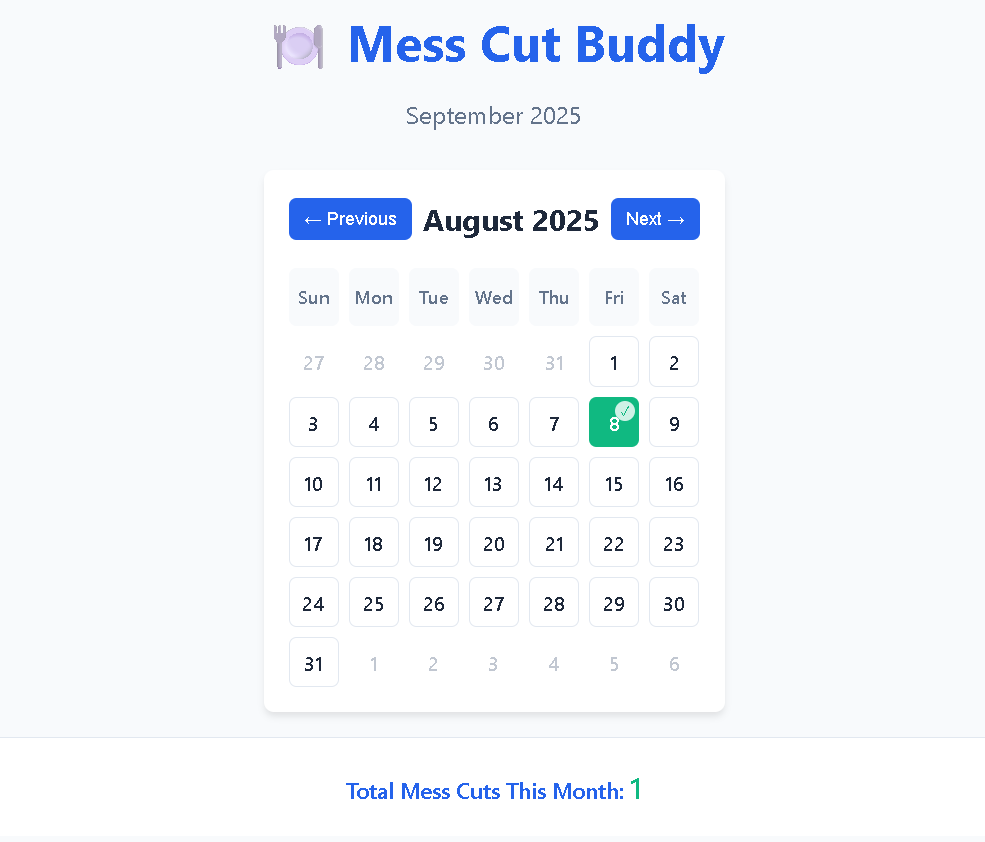 Mess Cut Buddy
September 2025
← Previous August 2025 Next →
Sun Mon Tue Wed Thu Fri Sat
27 28 29 30 31 1 2
3 4 5 6 7 8 ✓ 9
10 11 12 13 14 15 16
17 18 19 20 21 22 23
24 25 26 27 28 29 30
31 1 2 3 4 5 6
Total Mess Cuts This Month: 1